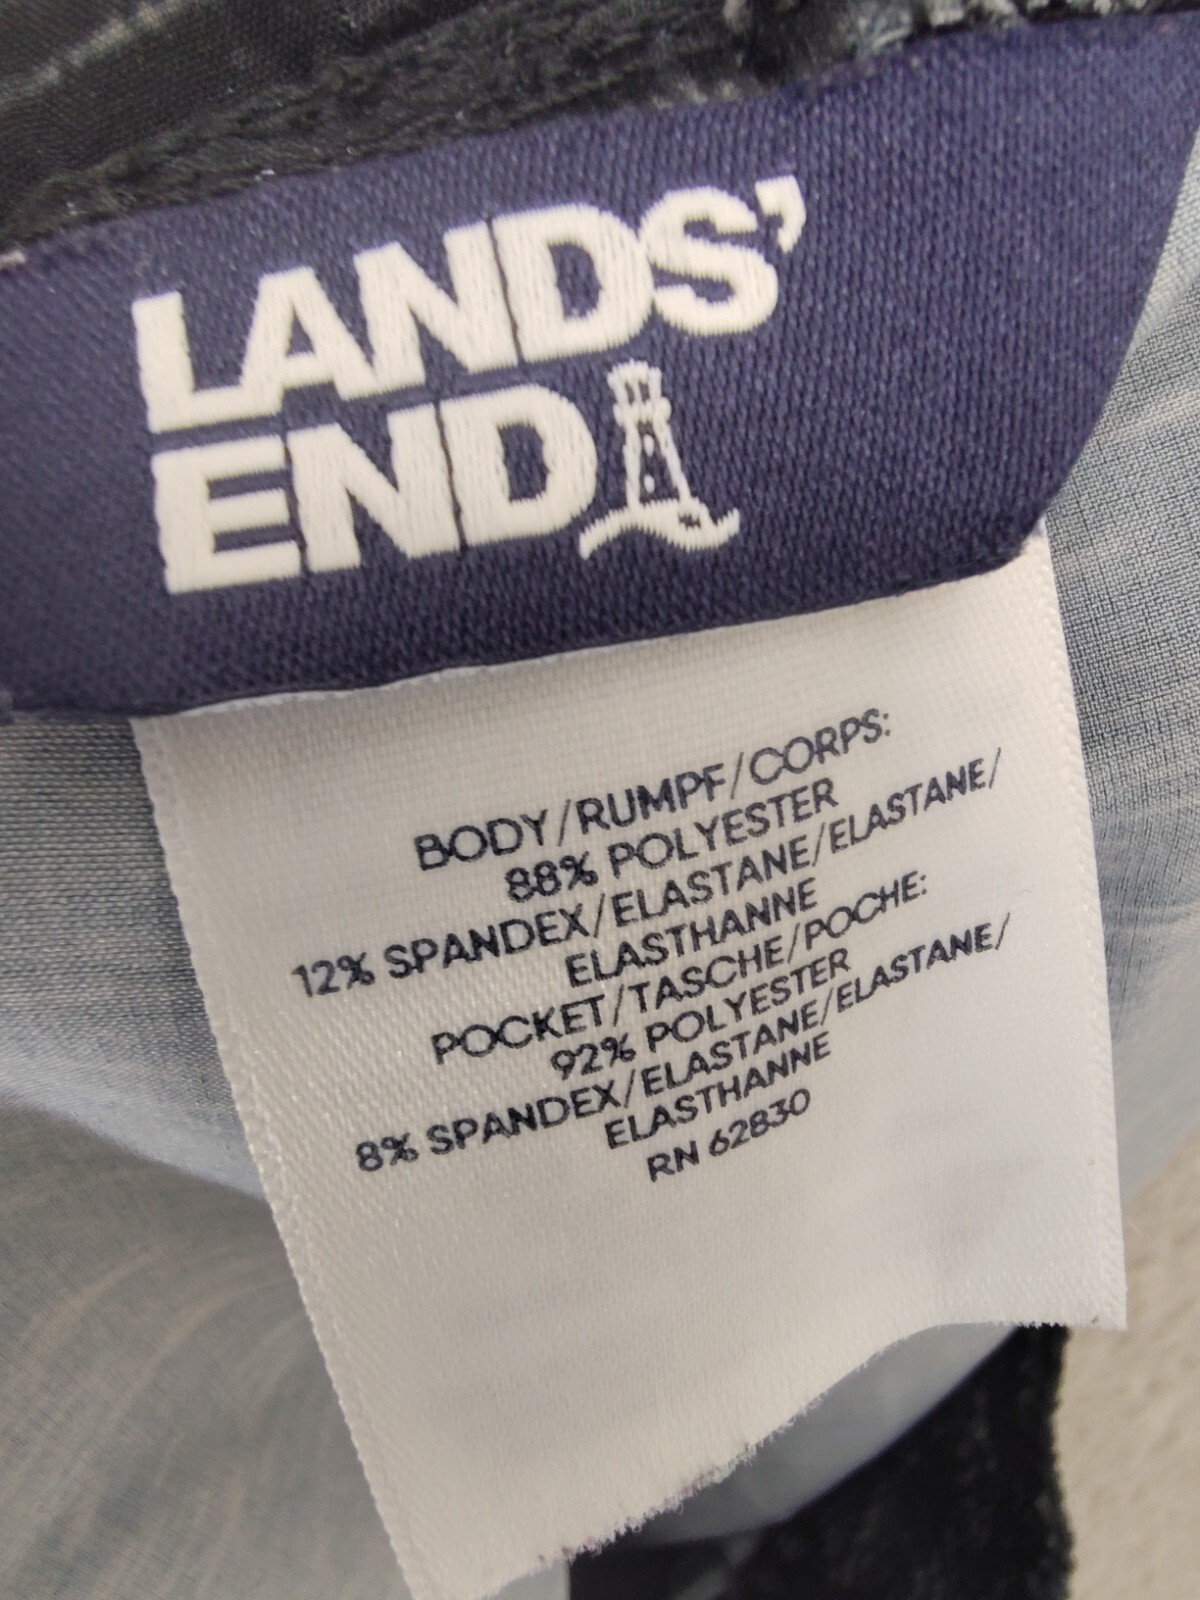 LANDS'
END
BODY/RUMPF/CORPS:
88% POLYESTER
12% SPANDEX/ELASTANE/ELASTANE/
ELASTHANNE
POCKET/TASCHE/POCHE:
92% POLYESTER
8% SPANDEX/ELASTANE/ELASTANE/
ELASTHANNE
RN 62830